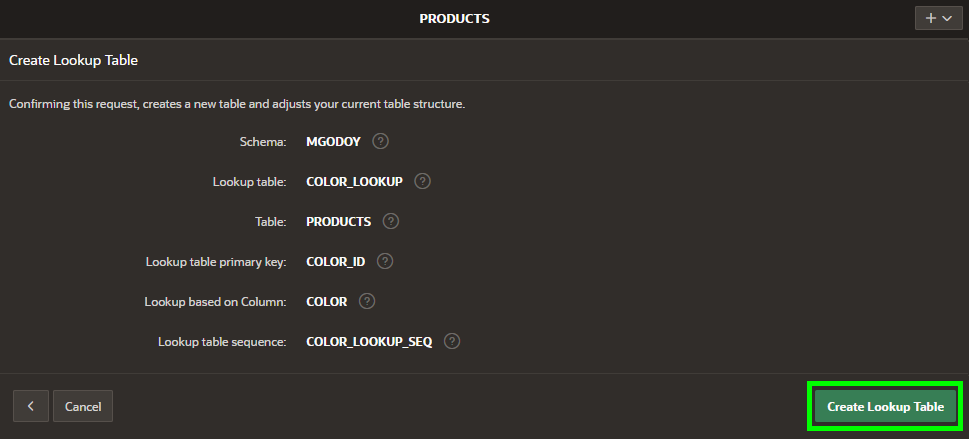 PRODUCTS
Create Lookup Table
Confirming this request, creates a new table and adjusts your current table structure.
Schema: MGODOY
Lookup table: COLOR_LOOKUP
Table: PRODUCTS
Lookup table primary key: COLOR_ID
Lookup based on Column: COLOR
Lookup table sequence: COLOR_LOOKUP_SEQ
Cancel Create Lookup Table